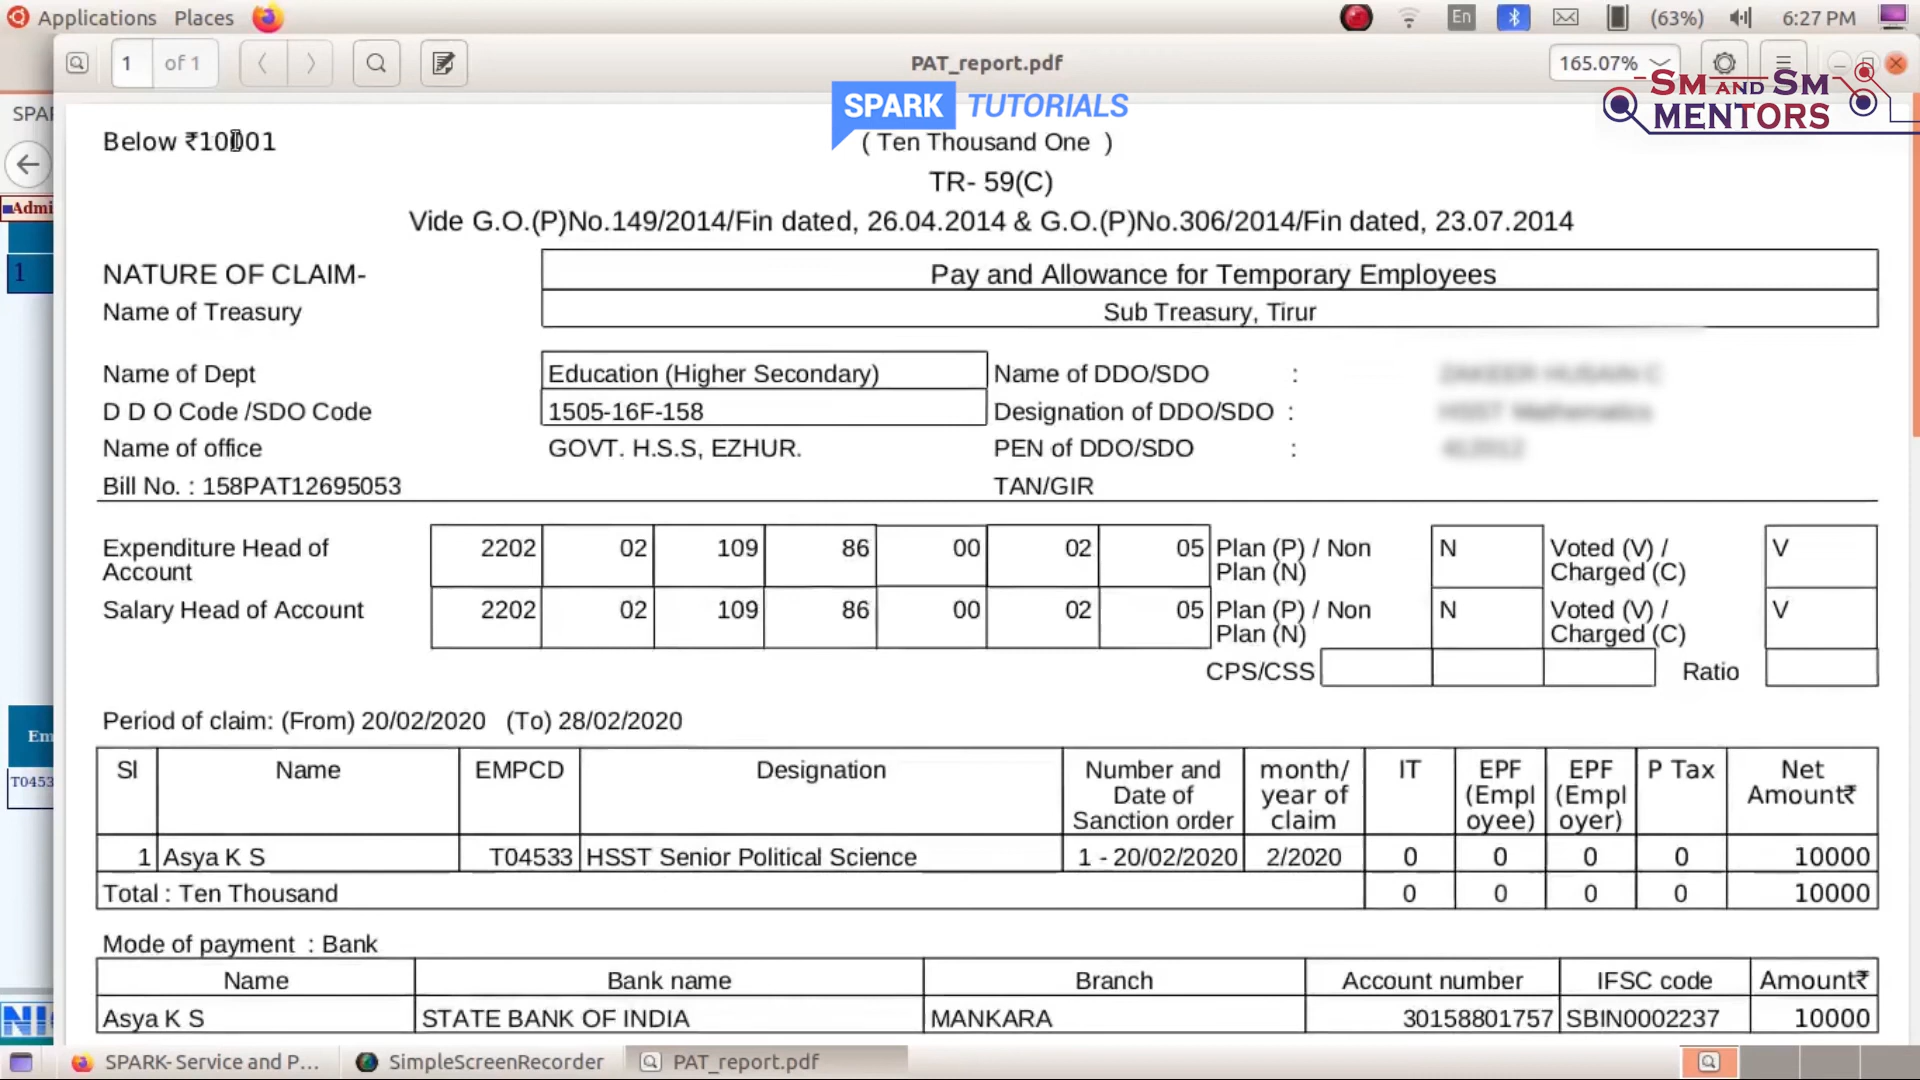 Applications Places En (63%) 6:27 PM
1 of 1 PAT_report.pdf 165.07%
SPARK TUTORIALS
SM AND SM
MENTORS
SPA
Below ₹10001 ( Ten Thousand One )
TR- 59(C)
Vide G.O.(P)No.149/2014/Fin dated, 26.04.2014 & G.O.(P)No.306/2014/Fin dated, 23.07.2014
Admi
1
NATURE OF CLAIM- Pay and Allowance for Temporary Employees
Name of Treasury Sub Treasury, Tirur
Name of Dept Education (Higher Secondary) Name of DDO/SDO :
D D O Code /SDO Code 1505-16F-158 Designation of DDO/SDO :
Name of office GOVT. H.S.S, EZHUR. PEN of DDO/SDO :
Bill No. : 158PAT12695053 TAN/GIR
Expenditure Head of Account 2202 02 109 86 00 02 05 Plan (P) / Non Plan (N) N Voted (V) / Charged (C) V
Salary Head of Account 2202 02 109 86 00 02 05 Plan (P) / Non Plan (N) N Voted (V) / Charged (C) V
CPS/CSS Ratio
Period of claim: (From) 20/02/2020 (To) 28/02/2020
Em
T0453
Sl Name EMPCD Designation Number and Date of Sanction order month/ year of claim IT EPF (Empl oyee) EPF (Empl oyer) P Tax Net Amount₹
1 Asya K S T04533 HSST Senior Political Science 1 - 20/02/2020 2/2020 0 0 0 0 10000
Total : Ten Thousand 0 0 0 0 10000
Mode of payment : Bank
Name Bank name Branch Account number IFSC code Amount₹
Asya K S STATE BANK OF INDIA MANKARA 30158801757 SBIN0002237 10000
NI
SPARK- Service and P... SimpleScreenRecorder PAT_report.pdf